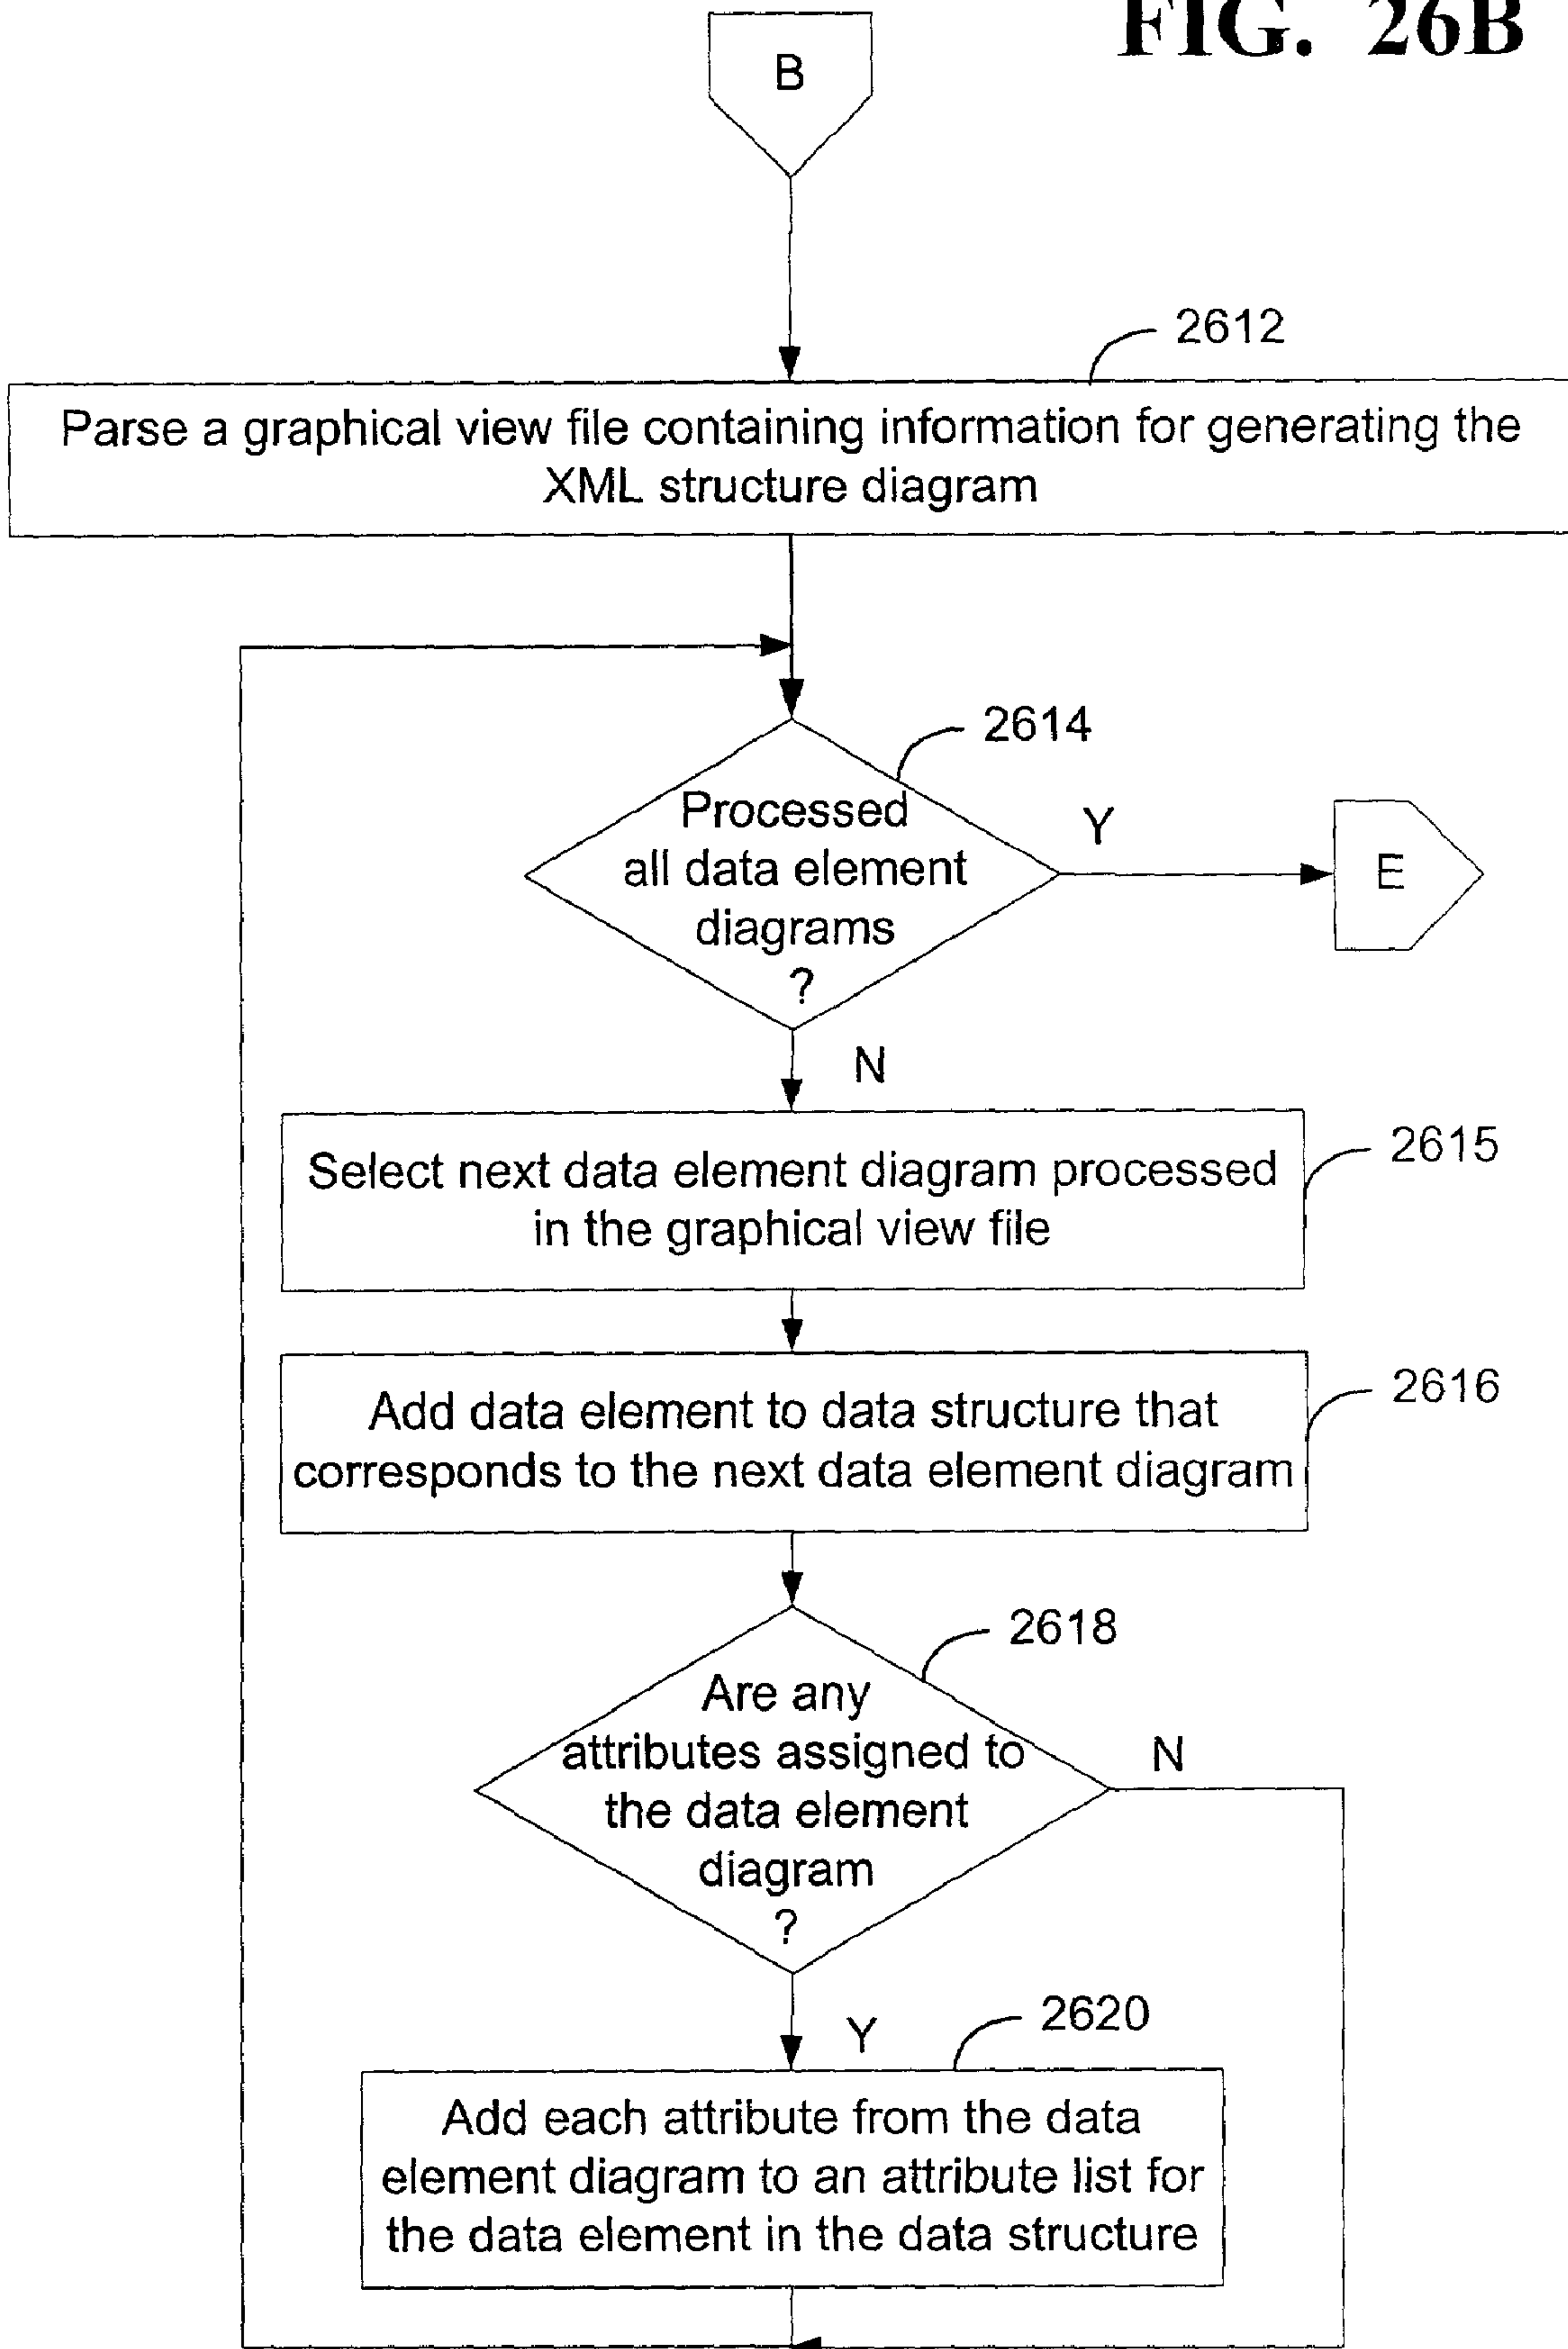 FIG. 26B
B
2612
Parse a graphical view file containing information for generating the
XML structure diagram
2614
Processed
all data element
diagrams
?
Y
E
N
2615
Select next data element diagram processed
in the graphical view file
2616
Add data element to data structure that
corresponds to the next data element diagram
2618
Are any
attributes assigned to
the data element
diagram
?
N
Y
2620
Add each attribute from the data
element diagram to an attribute list for
the data element in the data structure